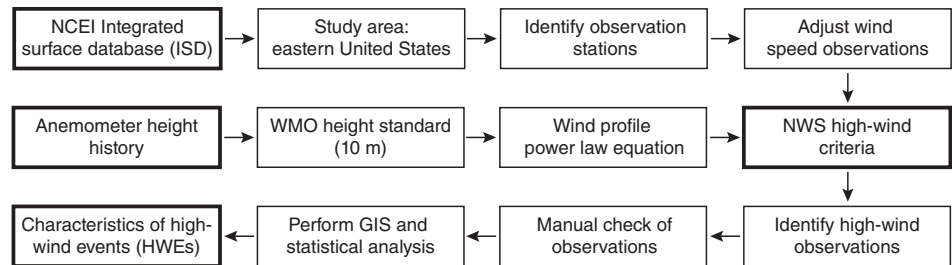 NCEI Integrated
surface database (ISD)
Study area:
eastern United States
Identify observation
stations
Adjust wind
speed observations
Anemometer height
history
WMO height standard
(10 m)
Wind profile
power law equation
NWS high-wind
criteria
Characteristics of high-
wind events (HWEs)
Perform GIS and
statistical analysis
Manual check of
observations
Identify high-wind
observations